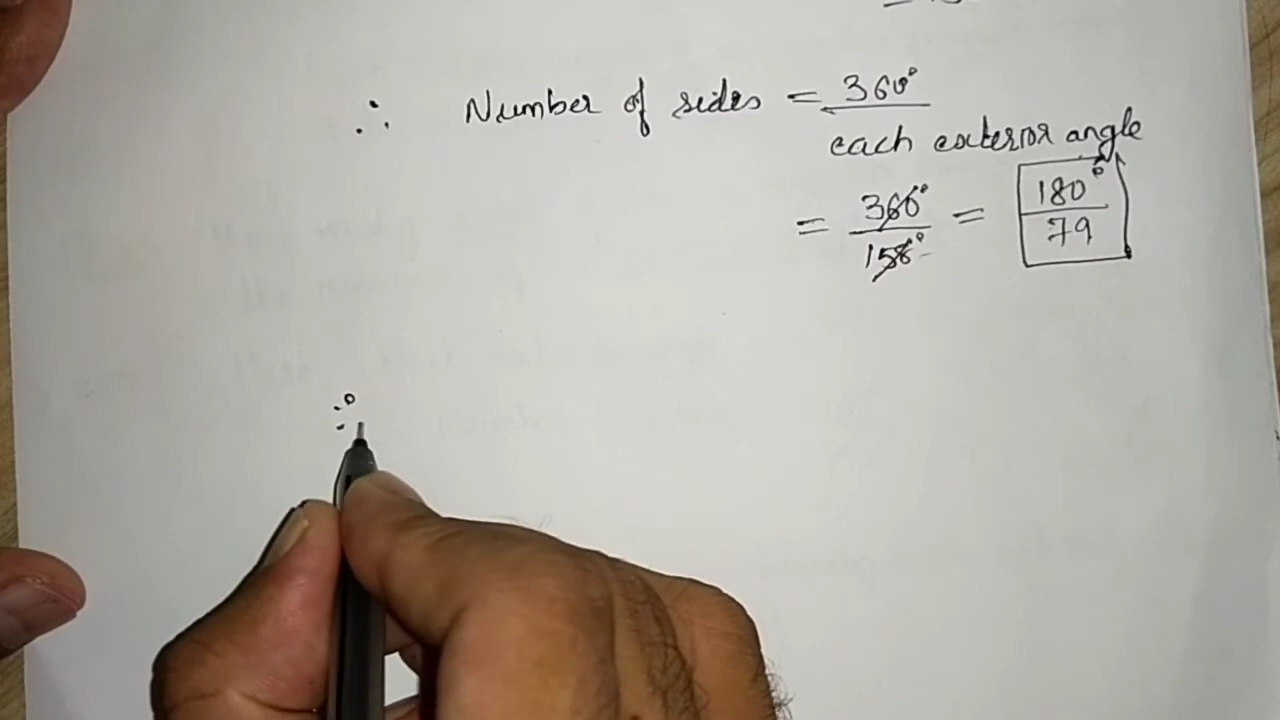 ∴ Number of sides = 360° / each exterior angle
= 360° / 158° = 180° / 79
∴